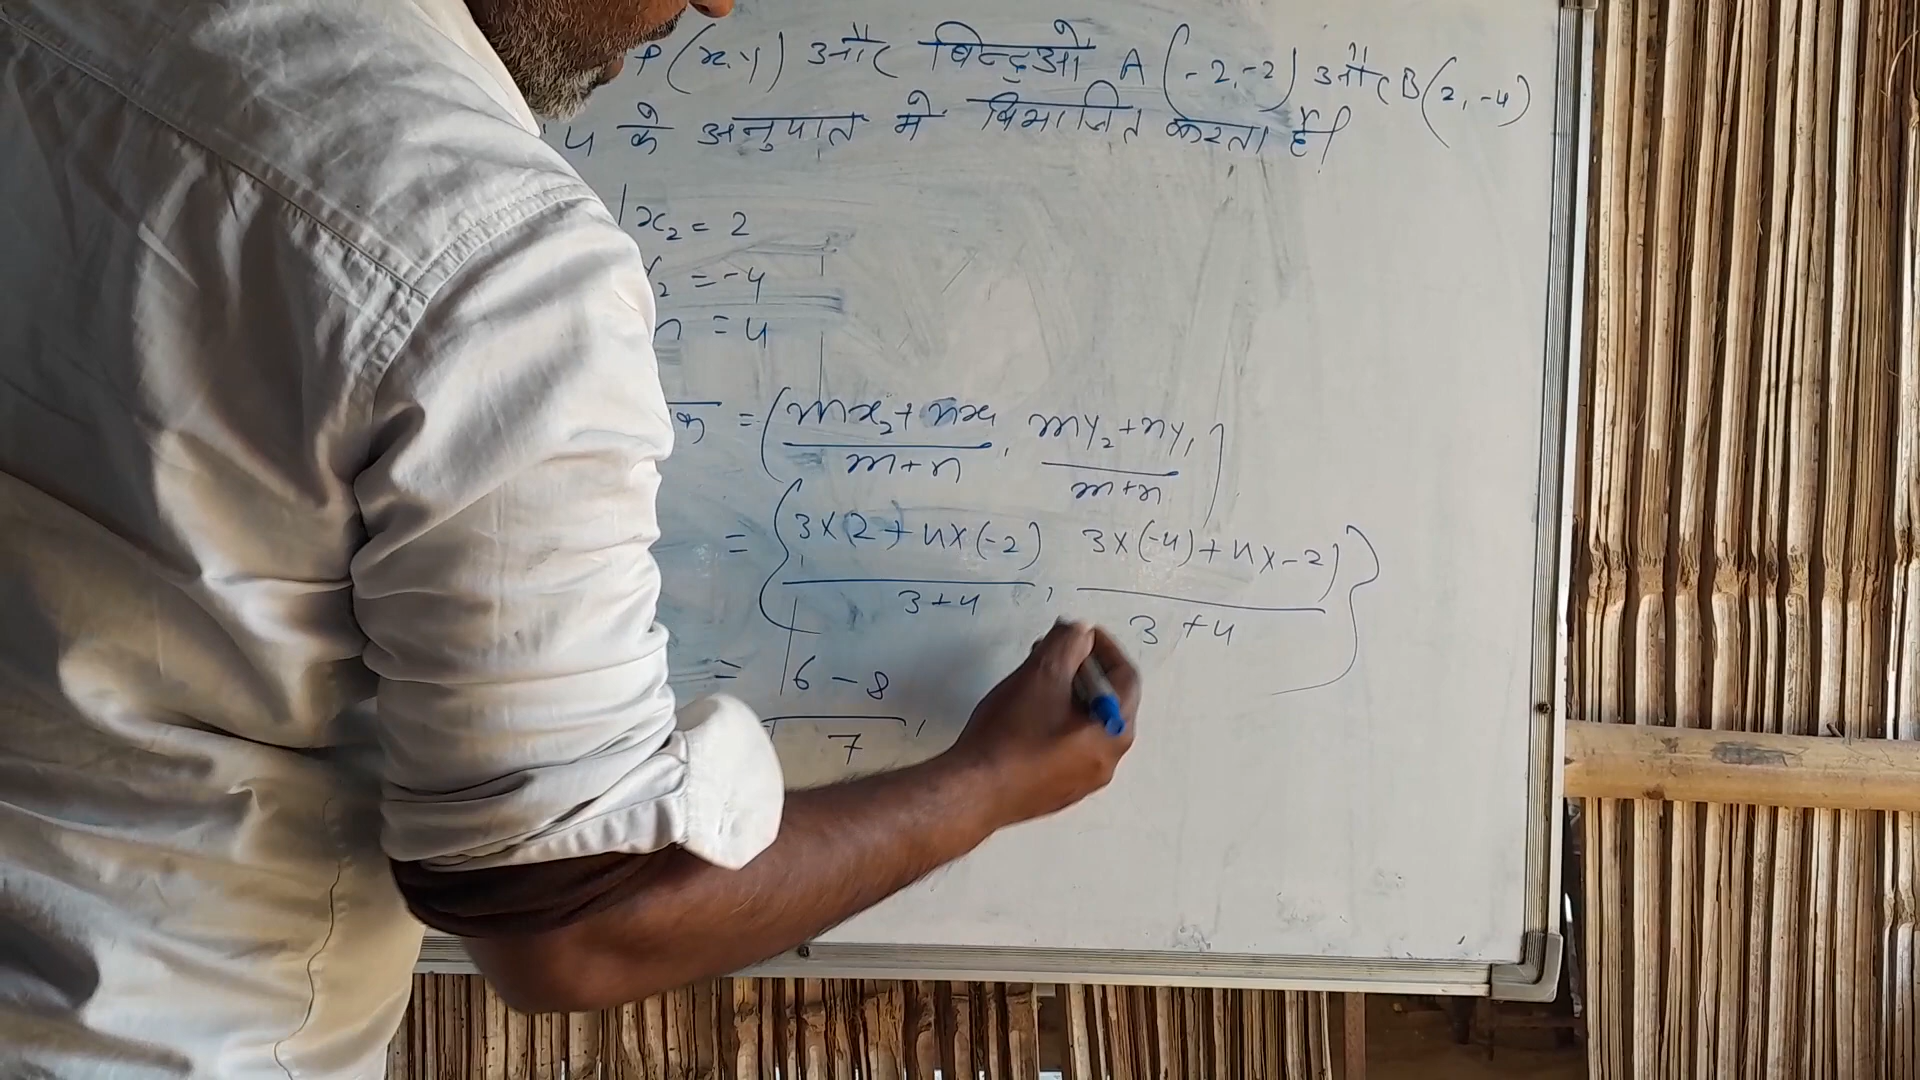 P(x,y) और बिन्दुओ A(-2,-2) और B(2,-4)
4 के अनुपात मे विभाजित करता है।
x₂ = 2
y₂ = -4
n = 4
क = (mx₂+nx₁/m+n, my₂+ny₁/m+n)
= {3×(2)+4×(-2)/3+4, 3×(-4)+4×-2)/3+4}
= 6-8/7,